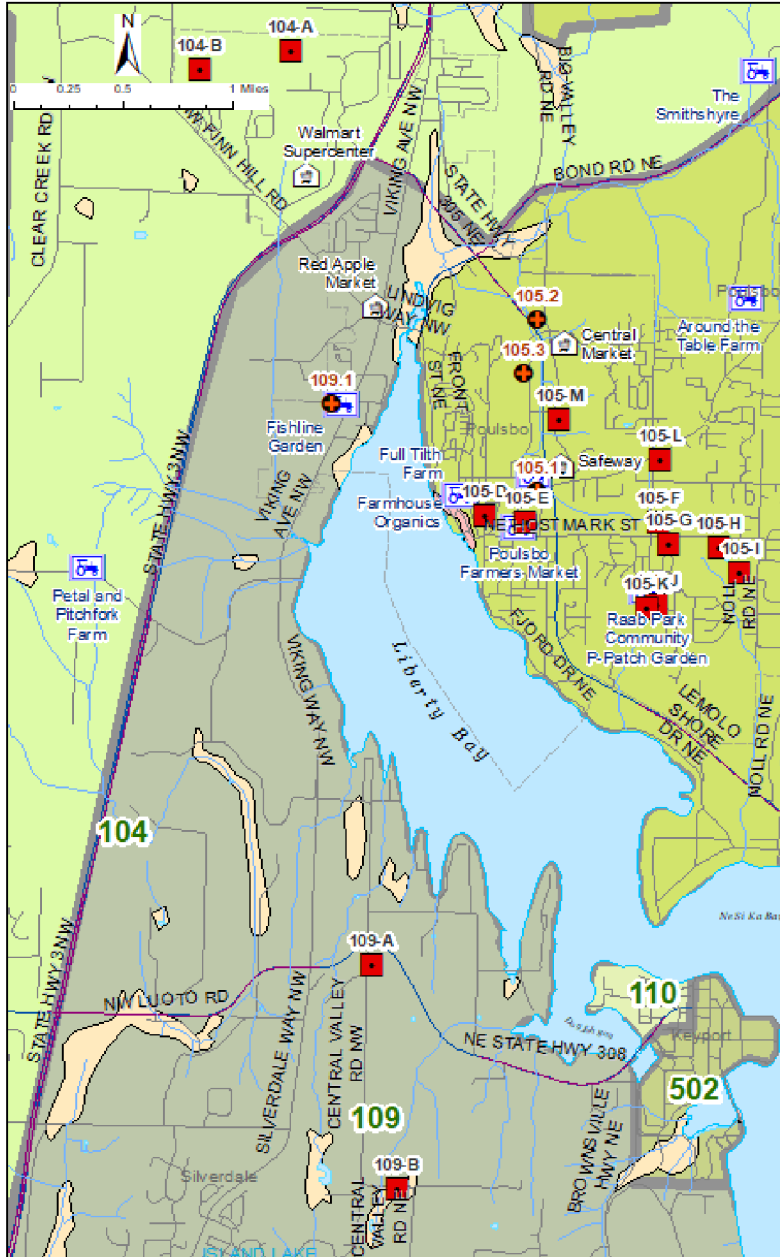 N
104-A
104-B
0 0.25 0.5 1 Miles
BIG VALLEY
RD NE
The
Smithshyre
CLEAR CREEK RD
FINN HILL RD
Walmart
Supercenter
VIKING AVE NW
STATE HWY
305 NE
BOND RD NE
Red Apple
Market
LINDVIG
WAY NW
105.2
Poulsbo
Central
Market
Around the
Table Farm
105.3
FRONT
ST NE
109.1
105-M
Fishline
Garden
Poulsbo
STATE HWY 3 NW
Full Tilth
Farm
105.1
Safeway
105-L
VIKING
AVE NW
Farmhouse
Organics
105-D
105-E
105-F
NE HOSTMARK ST
105-G
105-H
105-I
Poulsbo
Farmers Market
Petal and
Pitchfork
Farm
105-K
J
NOLL
RD NE
Raab Park
Community
P-Patch Garden
FJORD DR NE
VIKING WAY NW
Liberty Bay
LEMOLO
SHORE
DR NE
NOLL RD NE
104
109-A
STATE HWY 3 NW
NW LUOTO RD
110
Keyport
NE STATE HWY 308
SILVERDALE WAY NW
CENTRAL VALLEY
RD NW
502
109
BROWNSVILLE
HWY NE
Silverdale
109-B
CENTRAL
VALLEY
RD NE
ISLAND LAKE